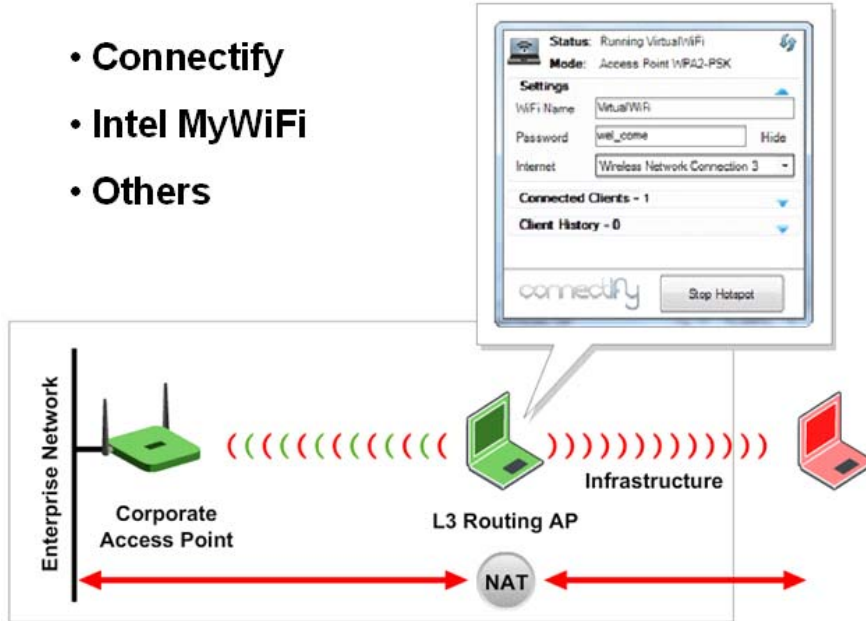 • Connectify
• Intel MyWiFi
• Others
Status: Running VirtualWiFi
Mode: Access Point WPA2-PSK
Settings
WiFi Name VirtualWiFi
Password wel_come Hide
Internet Wireless Network Connection 3
Connected Clients - 1
Client History - 0
connectify Stop Hotspot
Enterprise Network
Corporate
Access Point
L3 Routing AP
Infrastructure
NAT